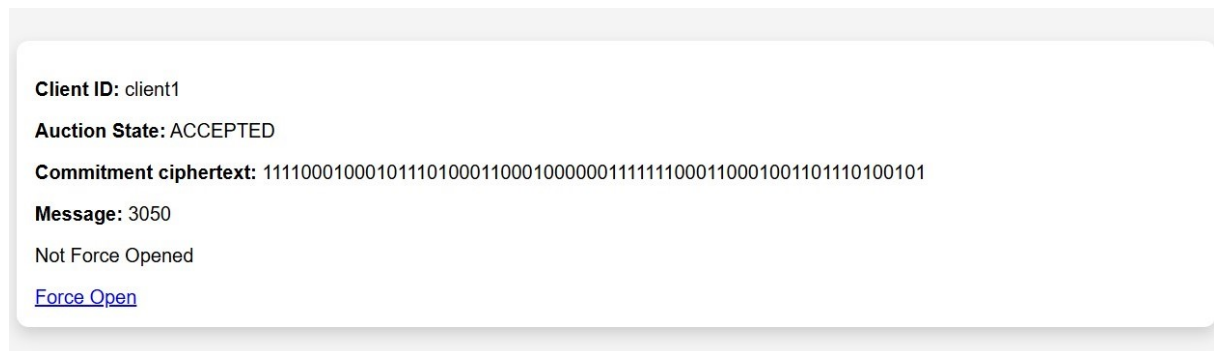 Client ID: client1
Auction State: ACCEPTED
Commitment ciphertext: 1111000100010111010001100010000001111111000110001001101110100101
Message: 3050
Not Force Opened
Force Open